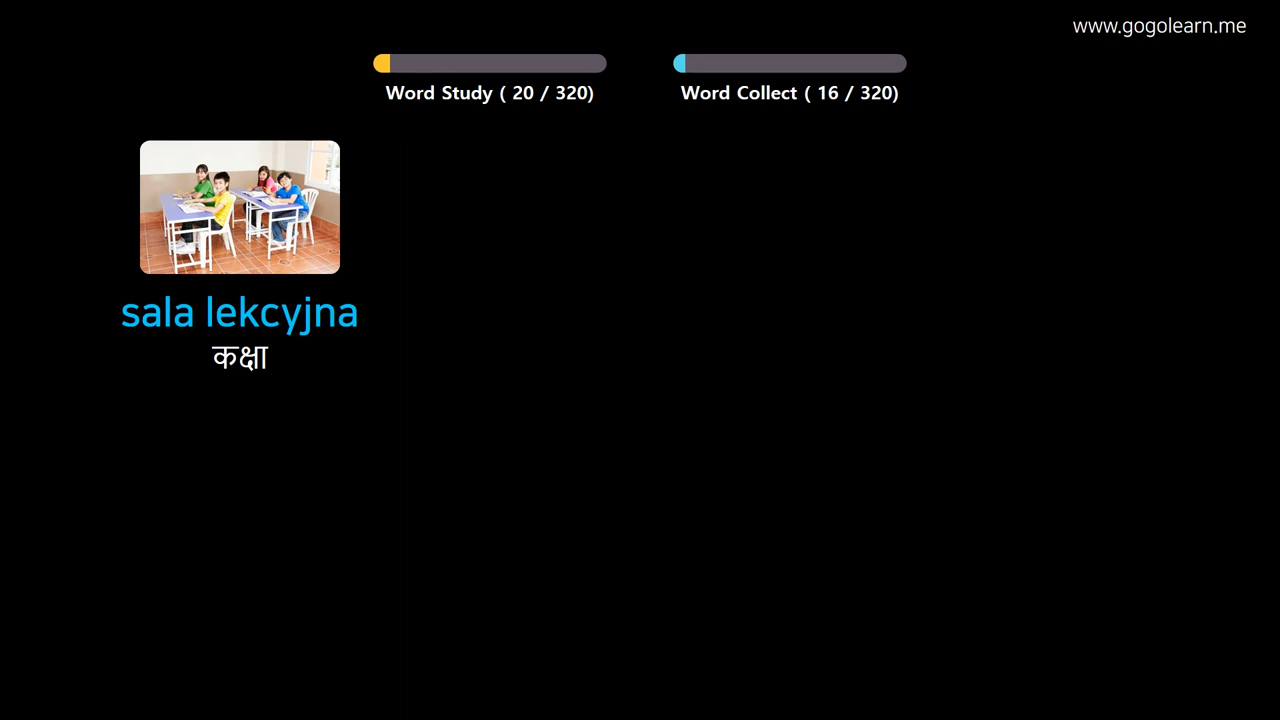 www.gogolearn.me
Word Study ( 20 / 320)
Word Collect ( 16 / 320)
sala lekcyjna
कक्षा